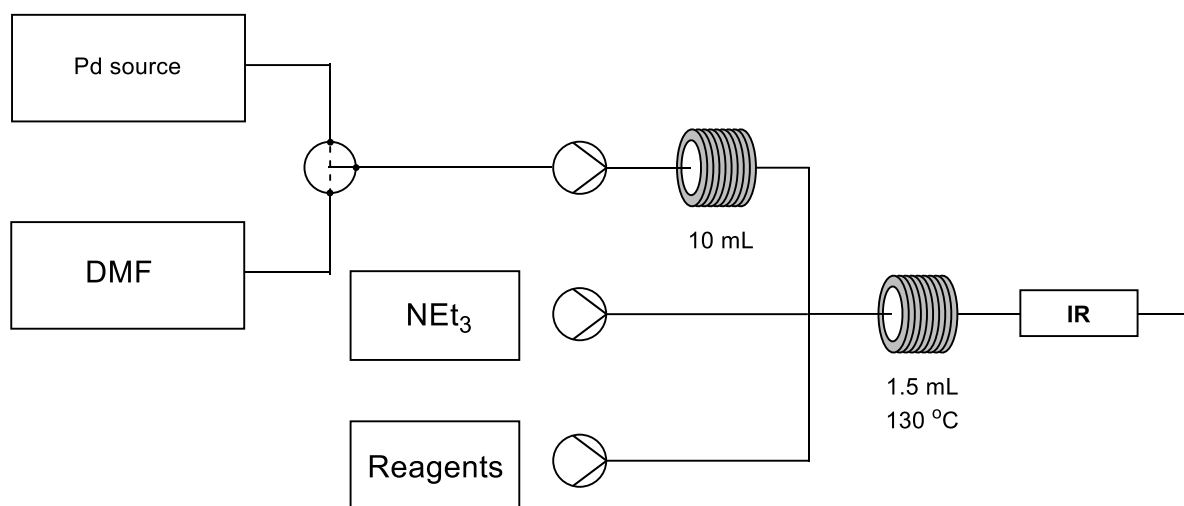 Pd source
DMF
10 mL
NEt₃
IR
1.5 mL
130 °C
Reagents